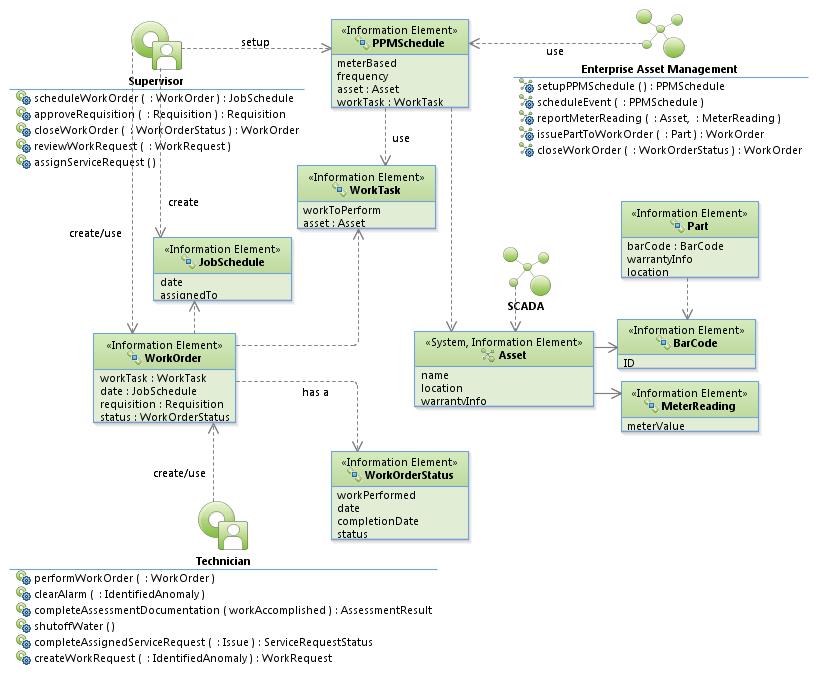 setup
use
Supervisor
scheduleWorkOrder ( : WorkOrder ) : JobSchedule
approveRequisition ( : Requisition ) : Requisition
closeWorkOrder ( : WorkOrderStatus ) : WorkOrder
reviewWorkRequest ( : WorkRequest )
assignServiceRequest ( )
«Information Element»
PPMSchedule
meterBased
frequency
asset : Asset
workTask : WorkTask
Enterprise Asset Management
setupPPMSchedule ( ) : PPMSchedule
scheduleEvent ( : PPMSchedule )
reportMeterReading ( : Asset, : MeterReading )
issuePartToWorkOrder ( : Part ) : WorkOrder
closeWorkOrder ( : WorkOrderStatus ) : WorkOrder
use
«Information Element»
WorkTask
workToPerform
asset : Asset
create
create/use
«Information Element»
JobSchedule
date
assignedTo
«Information Element»
Part
barCode : BarCode
warrantyInfo
location
SCADA
«Information Element»
WorkOrder
workTask : WorkTask
date : JobSchedule
requisition : Requisition
status : WorkOrderStatus
«System, Information Element»
Asset
name
location
warrantyInfo
«Information Element»
BarCode
ID
«Information Element»
MeterReading
meterValue
has a
create/use
«Information Element»
WorkOrderStatus
workPerformed
date
completionDate
status
Technician
performWorkOrder ( : WorkOrder )
clearAlarm ( : IdentifiedAnomaly )
completeAssessmentDocumentation ( workAccomplished ) : AssessmentResult
shutoffWater ( )
completeAssignedServiceRequest ( : Issue ) : ServiceRequestStatus
createWorkRequest ( : IdentifiedAnomaly ) : WorkRequest